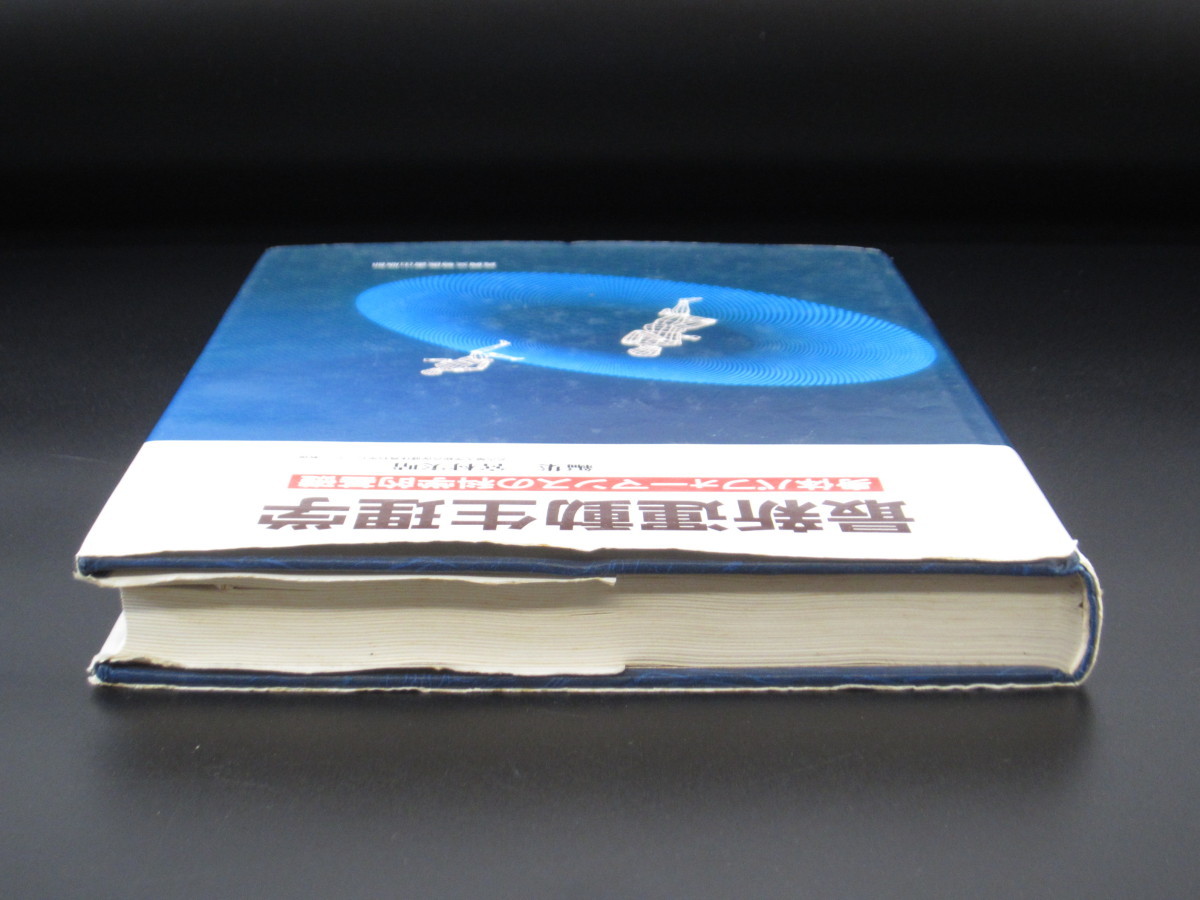 最新運動生理学
身体パフォーマンスの科学的基礎
編集 宮村実晴